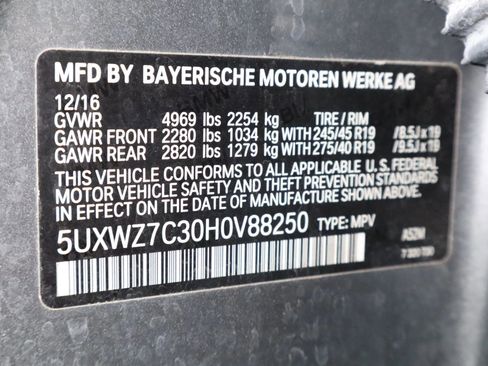 MFD BY BAYERISCHE MOTOREN WERKE AG
12/16
GVWR 4969 lbs 2254 kg TIRE / RIM
GAWR FRONT 2280 lbs 1034 kg WITH 245/45 R19 /8.5J x 19
GAWR REAR 2820 lbs 1279 kg WITH 275/40 R19 /9.5J x 19
THIS VEHICLE CONFORMS TO ALL APPLICABLE U. S. FEDERAL
MOTOR VEHICLE SAFETY AND THEFT PREVENTION STANDARDS
IN EFFECT ON THE DATE OF MANUFACTURE SHOWN ABOVE.
5UXWZ7C30H0V88250 TYPE: MPV